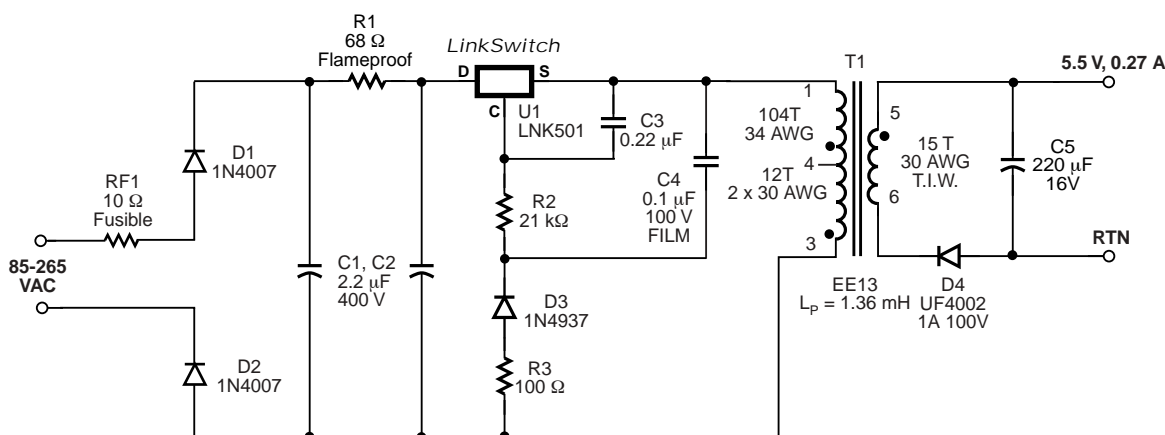 R1
68 Ω
Flameproof
LinkSwitch
D
S
C
U1
LNK501
C3
0.22 µF
T1
1
104T
34 AWG
4
12T
2 x 30 AWG
3
5
15 T
30 AWG
T.I.W.
6
5.5 V, 0.27 A
C5
220 µF
16V
D1
1N4007
RF1
10 Ω
Fusible
85-265
VAC
R2
21 kΩ
C4
0.1 µF
100 V
FILM
C1, C2
2.2 µF
400 V
D3
1N4937
RTN
EE13
LP = 1.36 mH
D4
UF4002
1A 100V
D2
1N4007
R3
100 Ω